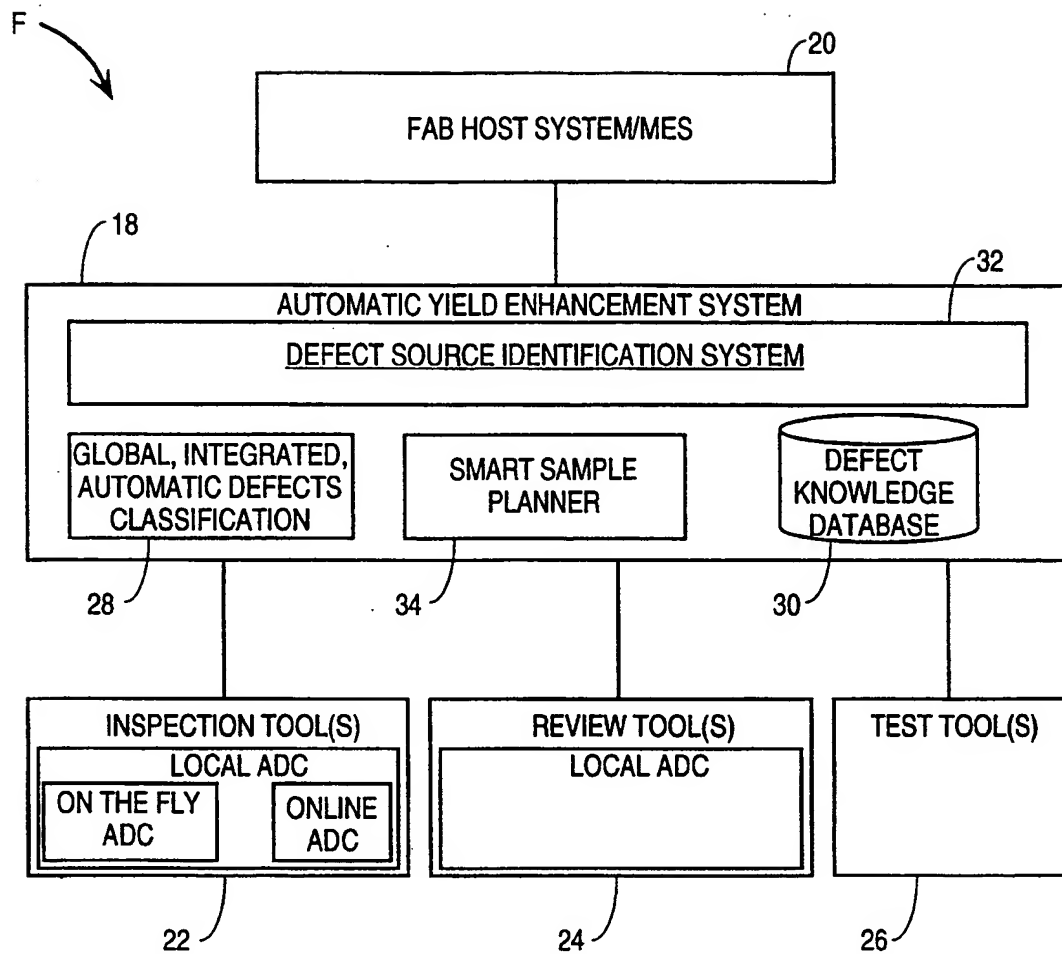 F
20
FAB HOST SYSTEM/MES
18
32
AUTOMATIC YIELD ENHANCEMENT SYSTEM
DEFECT SOURCE IDENTIFICATION SYSTEM
GLOBAL, INTEGRATED,
AUTOMATIC DEFECTS
CLASSIFICATION
SMART SAMPLE
PLANNER
DEFECT
KNOWLEDGE
DATABASE
28
34
30
INSPECTION TOOL(S)
LOCAL ADC
ON THE FLY
ADC
ONLINE
ADC
REVIEW TOOL(S)
LOCAL ADC
TEST TOOL(S)
22
24
26